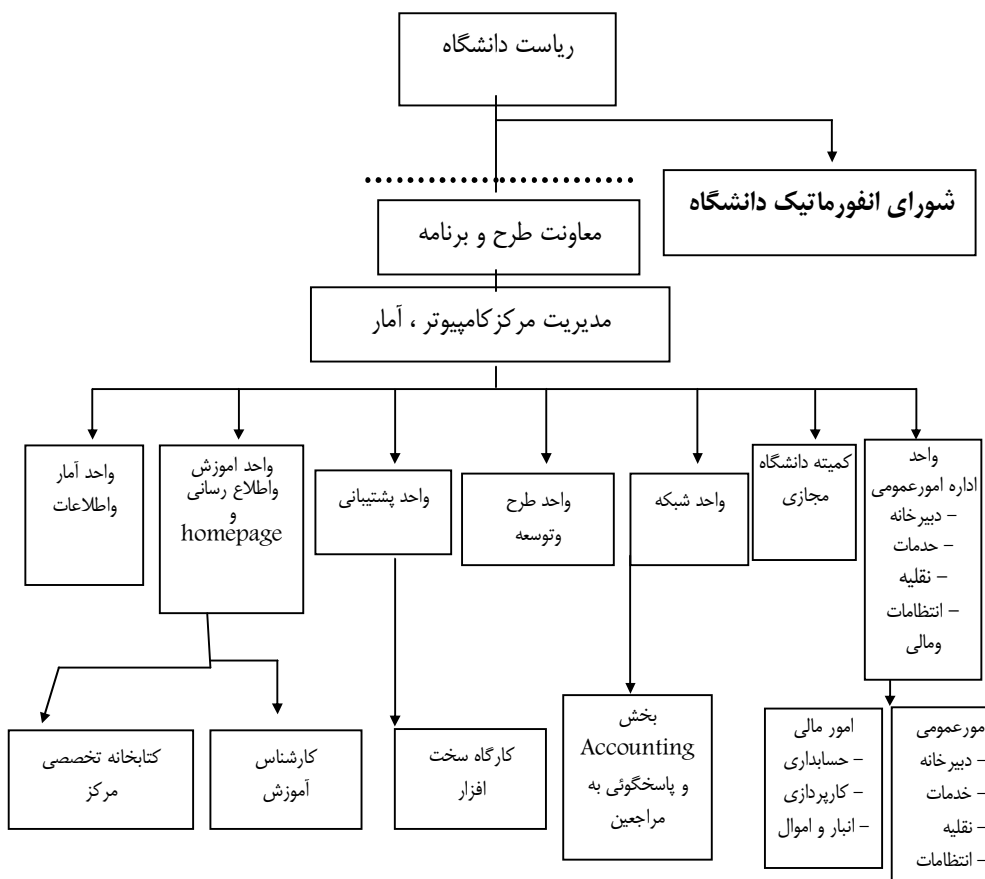 ریاست دانشگاه
شورای انفورماتیک دانشگاه
معاونت طرح و برنامه
مدیریت مرکزکامپیوتر ، آمار
واحد
اداره امورعمومی
– دبیرخانه
– حدمات
– نقلیه
– انتظامات
ومالی
کمیته دانشگاه
مجازی
واحد شبکه
واحد طرح
وتوسعه
واحد پشتیبانی
واحد اموزش
واطلاع رسانی
و
homepage
واحد آمار
واطلاعات
مورعمومی
– دبیرخانه
– خدمات
– نقلیه
– انتظامات
امور مالی
– حسابداری
– کارپردازی
– انبار و اموال
بخش
Accounting
و پاسخگوئی به
مراجعین
کارگاه سخت
افزار
کارشناس
آموزش
کتابخانه تخصصی
مرکز